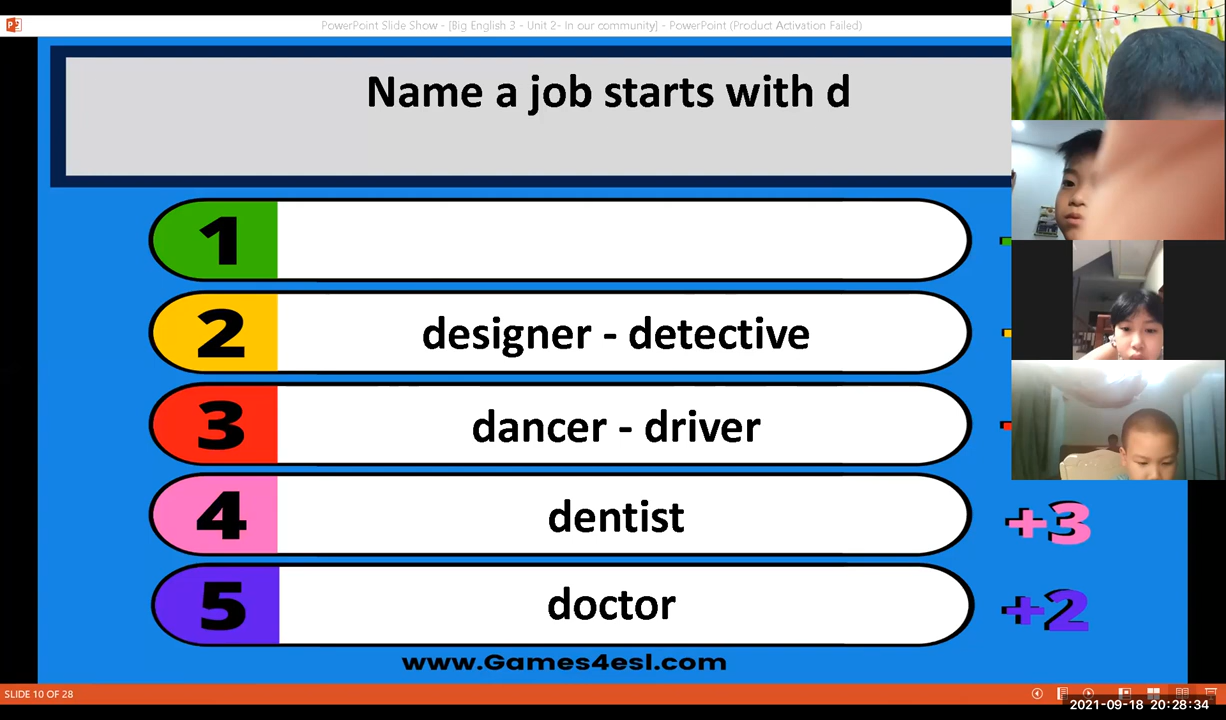 PowerPoint Slide Show - [Big English 3 - Unit 2- In our community] - PowerPoint (Product Activation Failed)
Name a job starts with d
1
2 designer - detective
3 dancer - driver
4 dentist +3
5 doctor +2
www.Games4esl.com
SLIDE 10 OF 28
2021-09-18 20:28:34